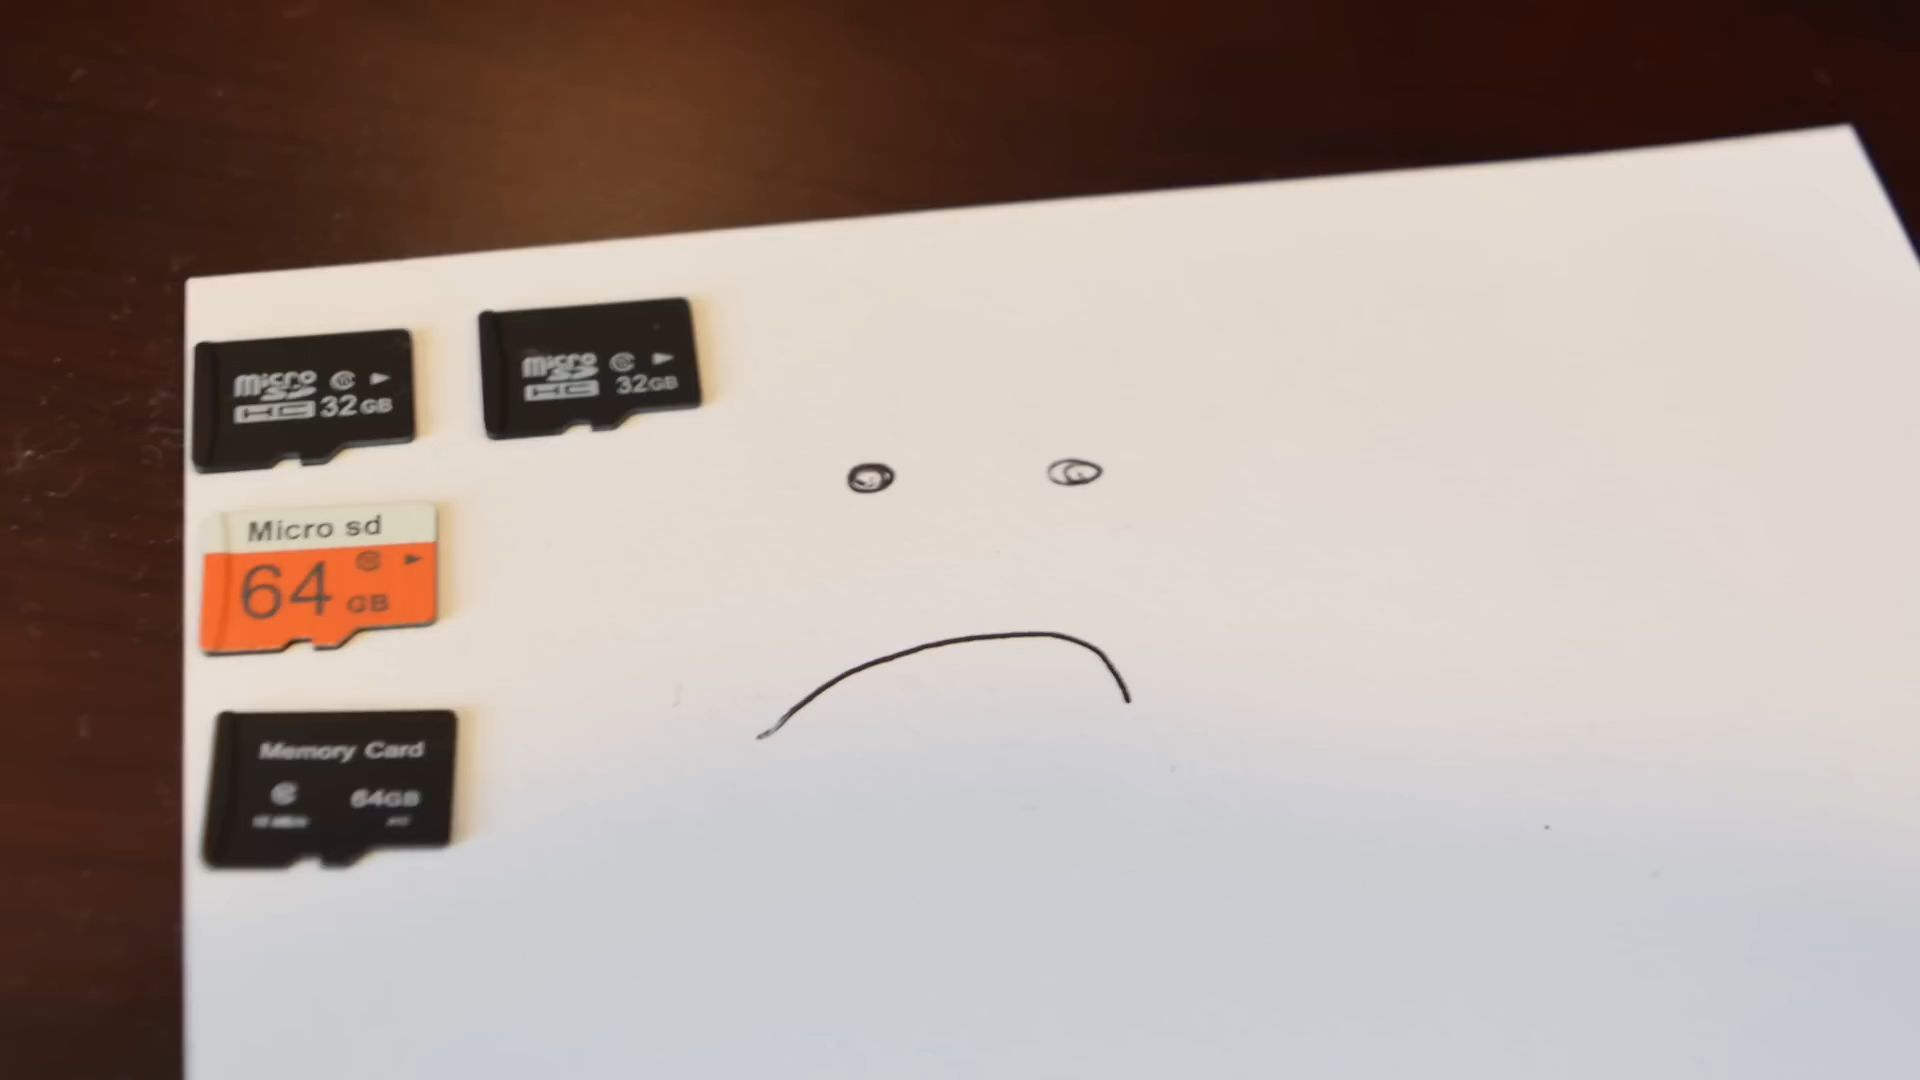 micro
SD
HC 32GB
micro
SD
HC 32GB
Micro sd
64 GB
Memory Card
64GB